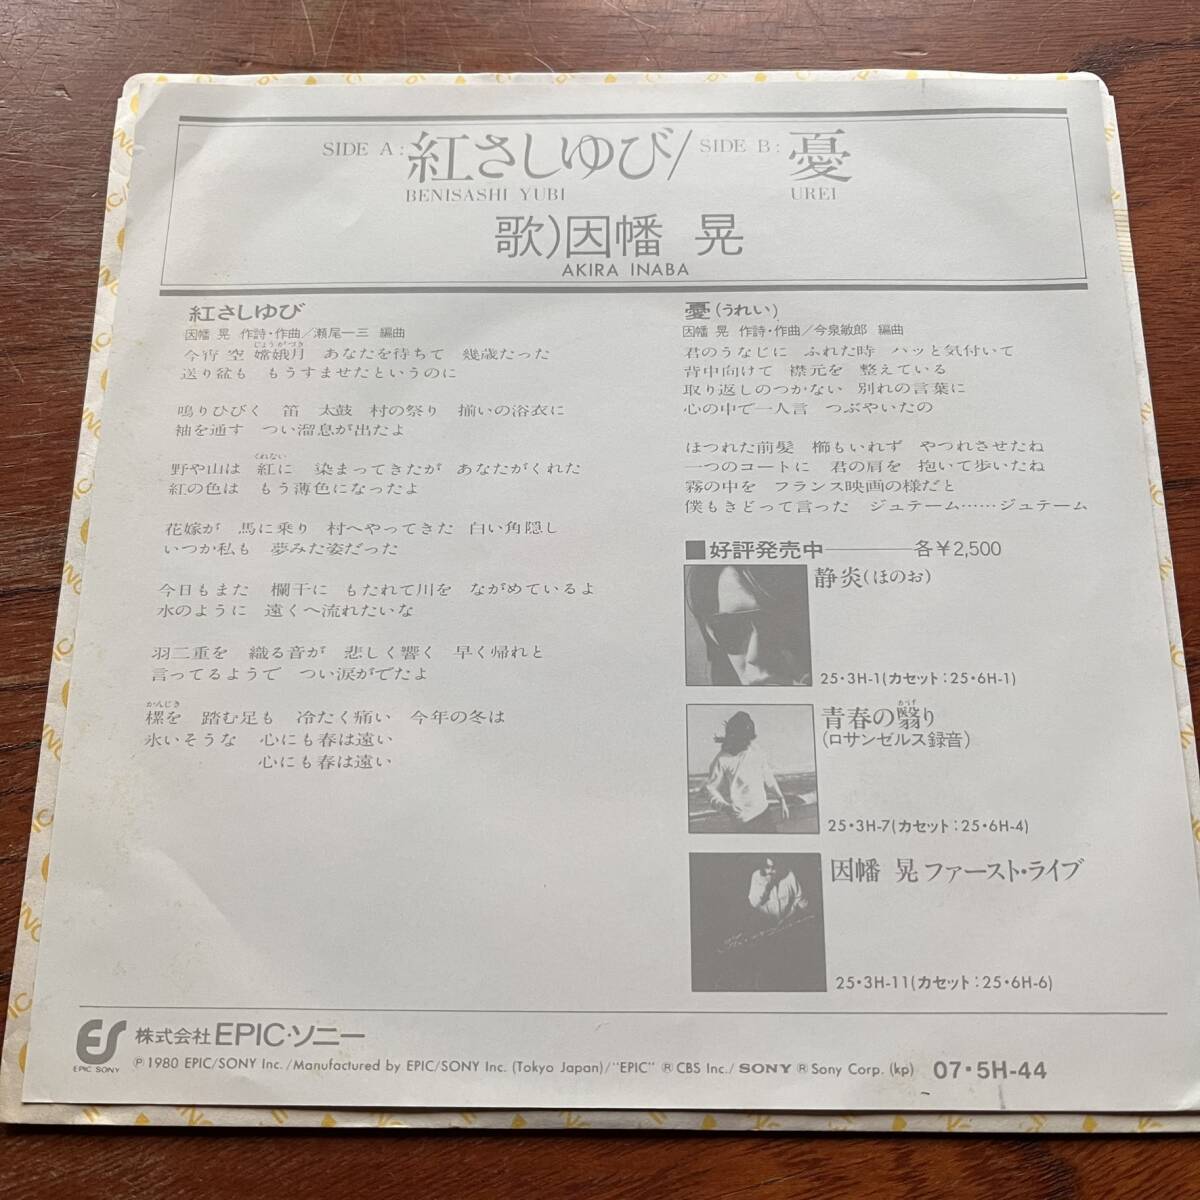 SIDE A: 紅さしゆび/ SIDE B: 憂
BENISASHI YUBI UREI
歌)因幡 晃
AKIRA INABA
紅さしゆび
因幡 晃 作詩・作曲/瀬尾一三 編曲
じょうがづき
今宵 空 嫦娥月 あなたを待ちて 幾歳たった
送り盆も もうすませたというのに
鳴りひびく 笛 太鼓 村の祭り 揃いの浴衣に
袖を通す つい溜息が出たよ
くれない
野や山は 紅に 染まってきたが あなたがくれた
紅の色は もう薄色になったよ
花嫁が 馬に乗り 村へやってきた 白い角隠し
いつか私も 夢みた姿だった
今日もまた 欄干に もたれて川を ながめているよ
水のように 遠くへ流れたいな
羽二重を 織る音が 悲しく響く 早く帰れと
言ってるようで つい涙がでたよ
かんじき
樏を 踏む足も 冷たく痛い 今年の冬は
永いそうな 心にも春は遠い
心にも春は遠い
憂(うれい)
因幡 晃 作詩・作曲/今泉敏郎 編曲
君のうなじに ふれた時 ハッと気付いて
背中向けて 襟元を 整えている
取り返しのつかない 別れの言葉に
心の中で一人言 つぶやいたの
ほつれた前髪 櫛もいれず やつれさせたね
一つのコートに 君の肩を 抱いて歩いたね
霧の中を フランス映画の様だと
僕もきどって言った ジュテーム……ジュテーム
■好評発売中――――各¥2,500
静炎(ほのお)
25・3H-1(カセット:25・6H-1)
かげ
青春の翳り
(ロサンゼルス録音)
25・3H-7(カセット:25・6H-4)
因幡 晃 ファースト・ライブ
25・3H-11(カセット:25・6H-6)
ES 株式会社EPIC・ソニー
EPIC SONY ℗1980 EPIC/SONY Inc./Manufactured by EPIC/SONY Inc. (Tokyo Japan)/"EPIC" ® CBS Inc./ SONY ® Sony Corp. (kp) 07・5H-44